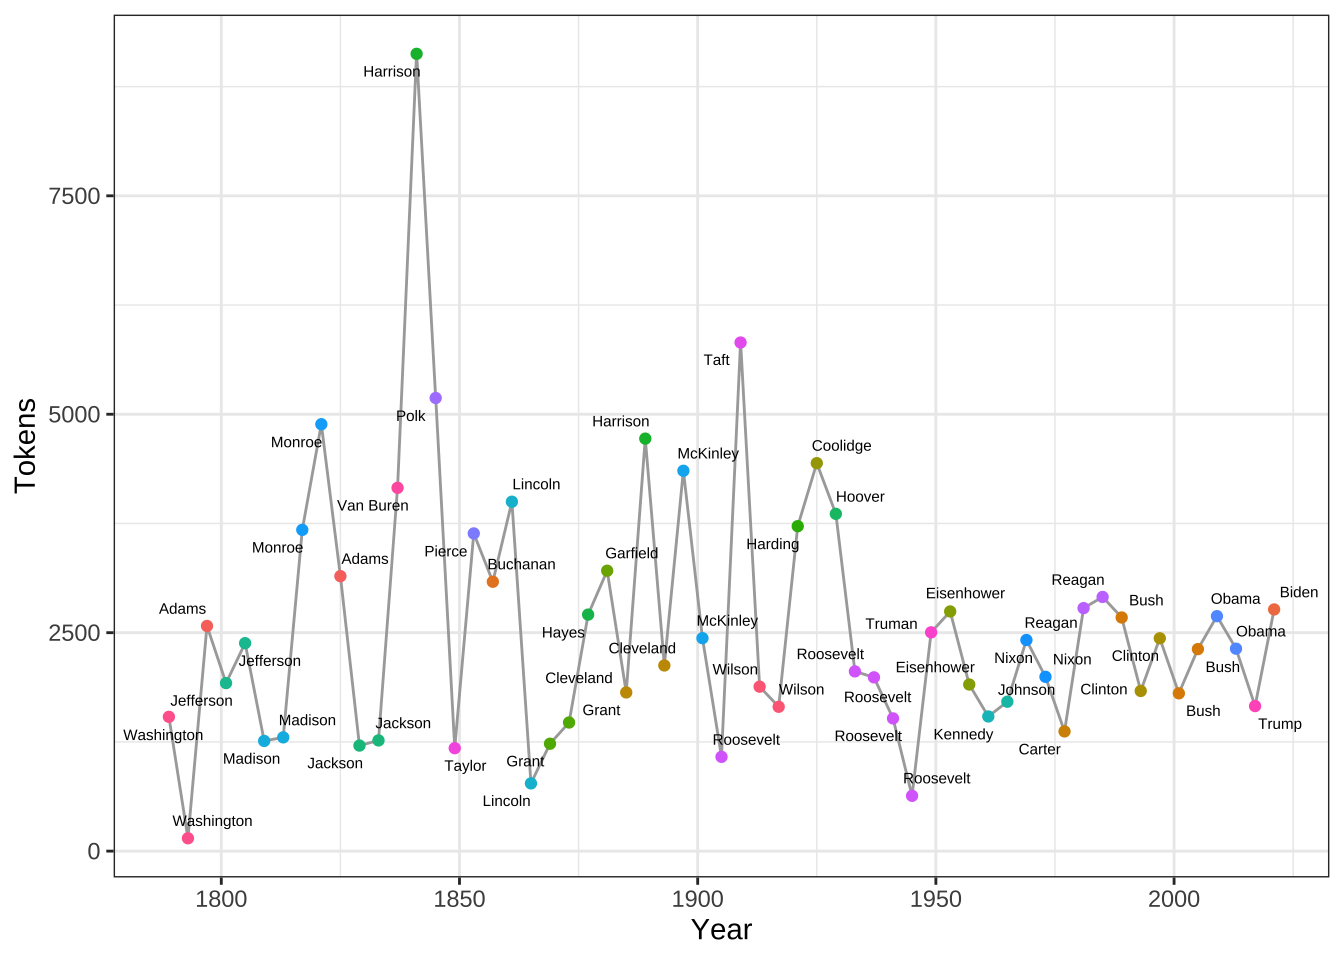 Harrison
7500
Taft
Polk
5000
Harrison
Monroe
Coolidge
McKinley
Lincoln
Hoover
Van Buren
Harding
Monroe
Pierce
Garfield
Adams
Buchanan
Reagan
Biden
Eisenhower
Obama
Bush
Adams
McKinley
Truman
Reagan
2500
Hayes
Obama
Cleveland
Roosevelt
Clinton
Nixon
Nixon
Jefferson
Wilson
Eisenhower
Bush
Cleveland
Wilson
Clinton
Johnson
Jefferson
Roosevelt
Grant
Bush
Madison
Jackson
Trump
Washington
Roosevelt
Roosevelt
Kennedy
Carter
Madison
Jackson
Grant
Taylor
Roosevelt
Lincoln
Washington
0
1800
1850
1900
1950
2000
Year
Tokens